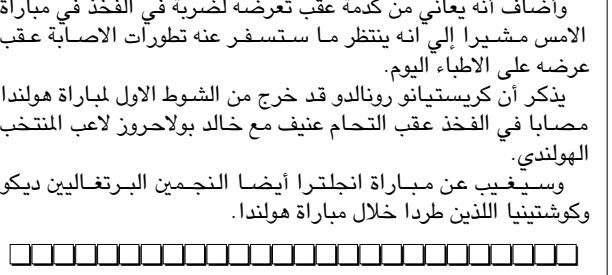 وأضاف أنه يعاني من كدمة عقب تعرضه لضربة في الفخذ في مباراة
الامس مشيرا إلي انه ينتظر ما ستسفر عنه تطورات الاصابة عقب
عرضه على الاطباء اليوم.
يذكر أن كريستيانو رونالدو قد خرج من الشوط الاول لمباراة هولندا
مصابا في الفخذ عقب التحام عنيف مع خالد بولاحروز لاعب المنتخب
الهولندي.
وسيغيب عن مباراة انجلترا أيضا النجمين البرتغاليين ديكو
وكوشتينيا اللذين طردا خلال مباراة هولندا.